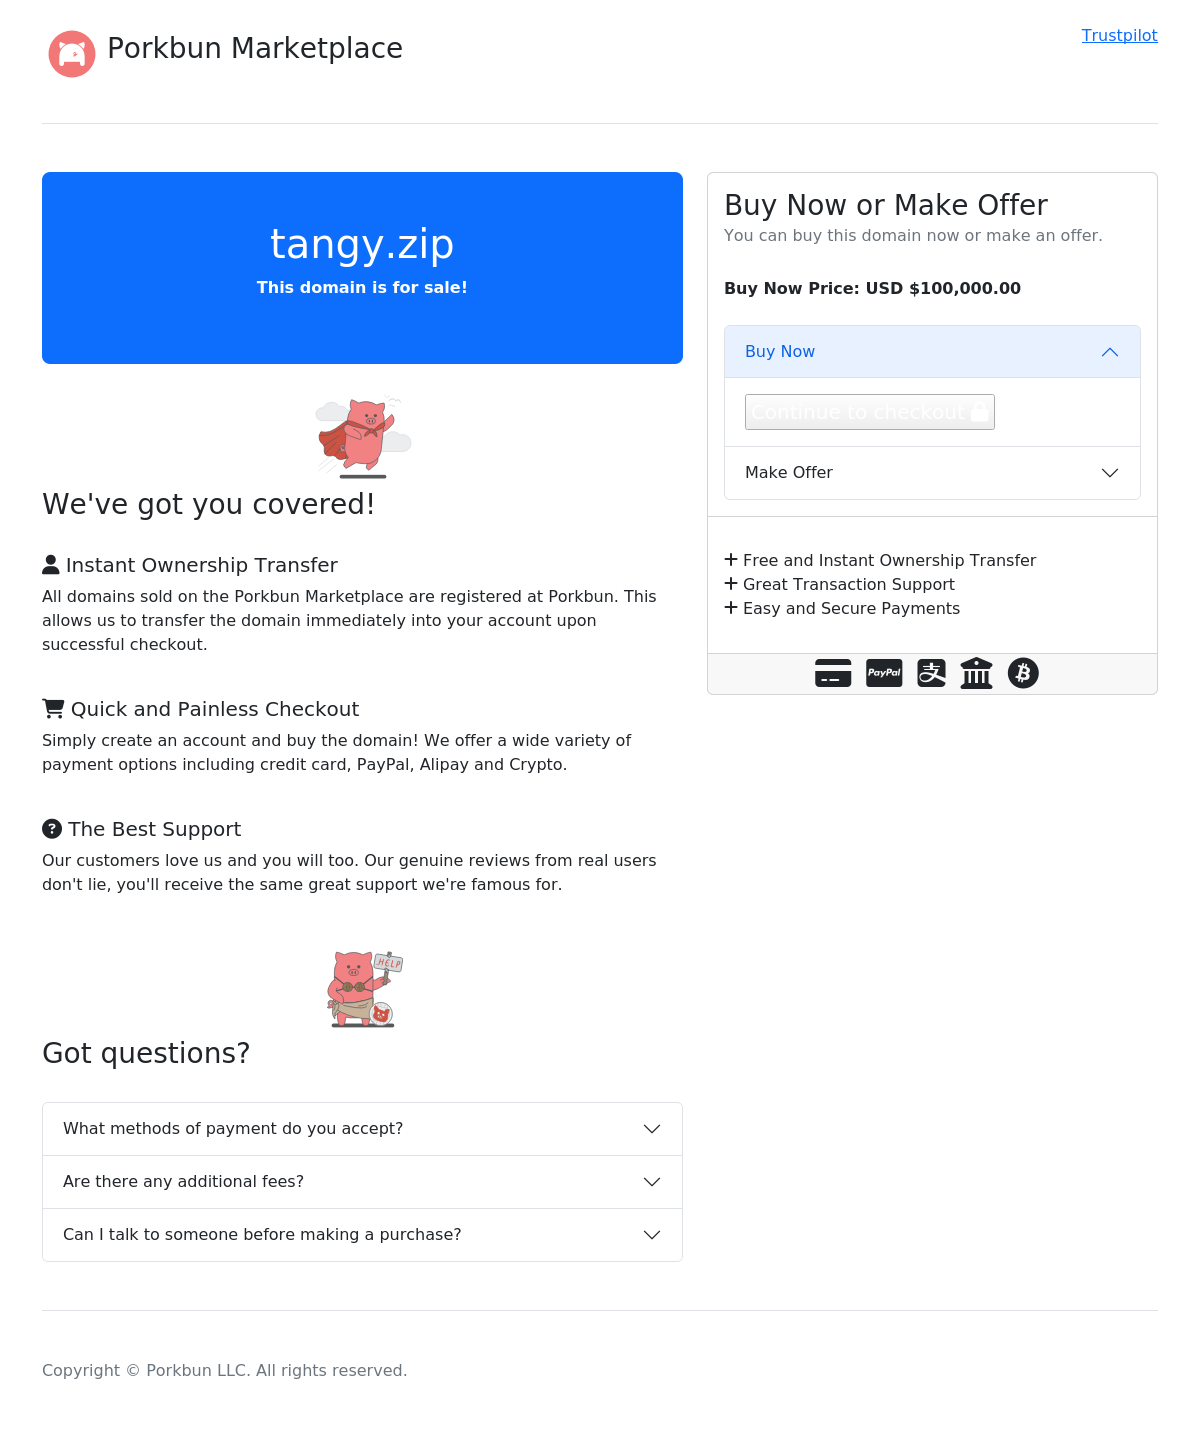 Porkbun Marketplace
Trustpilot
tangy.zip
This domain is for sale!
We've got you covered!
Instant Ownership Transfer
All domains sold on the Porkbun Marketplace are registered at Porkbun. This
allows us to transfer the domain immediately into your account upon
successful checkout.
Quick and Painless Checkout
Simply create an account and buy the domain! We offer a wide variety of
payment options including credit card, PayPal, Alipay and Crypto.
The Best Support
Our customers love us and you will too. Our genuine reviews from real users
don't lie, you'll receive the same great support we're famous for.
HELP
Got questions?
What methods of payment do you accept?
Are there any additional fees?
Can I talk to someone before making a purchase?
Buy Now or Make Offer
You can buy this domain now or make an offer.
Buy Now Price: USD $100,000.00
Buy Now
Continue to checkout
Make Offer
Free and Instant Ownership Transfer
Great Transaction Support
Easy and Secure Payments
PayPal
支
Copyright © Porkbun LLC. All rights reserved.